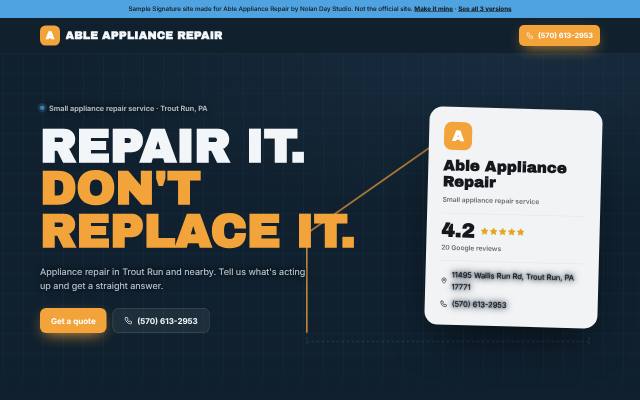 Sample Signature site made for Able Appliance Repair by Nolan Day Studio. Not the official site. Make it mine · See all 3 versions
A ABLE APPLIANCE REPAIR
(570) 613-2953
Small appliance repair service · Trout Run, PA
REPAIR IT.
DON'T
REPLACE IT.
Appliance repair in Trout Run and nearby. Tell us what's acting
up and get a straight answer.
Get a quote
(570) 613-2953
A
Able Appliance
Repair
Small appliance repair service
4.2
20 Google reviews
11495 Wallis Run Rd, Trout Run, PA
17771
(570) 613-2953